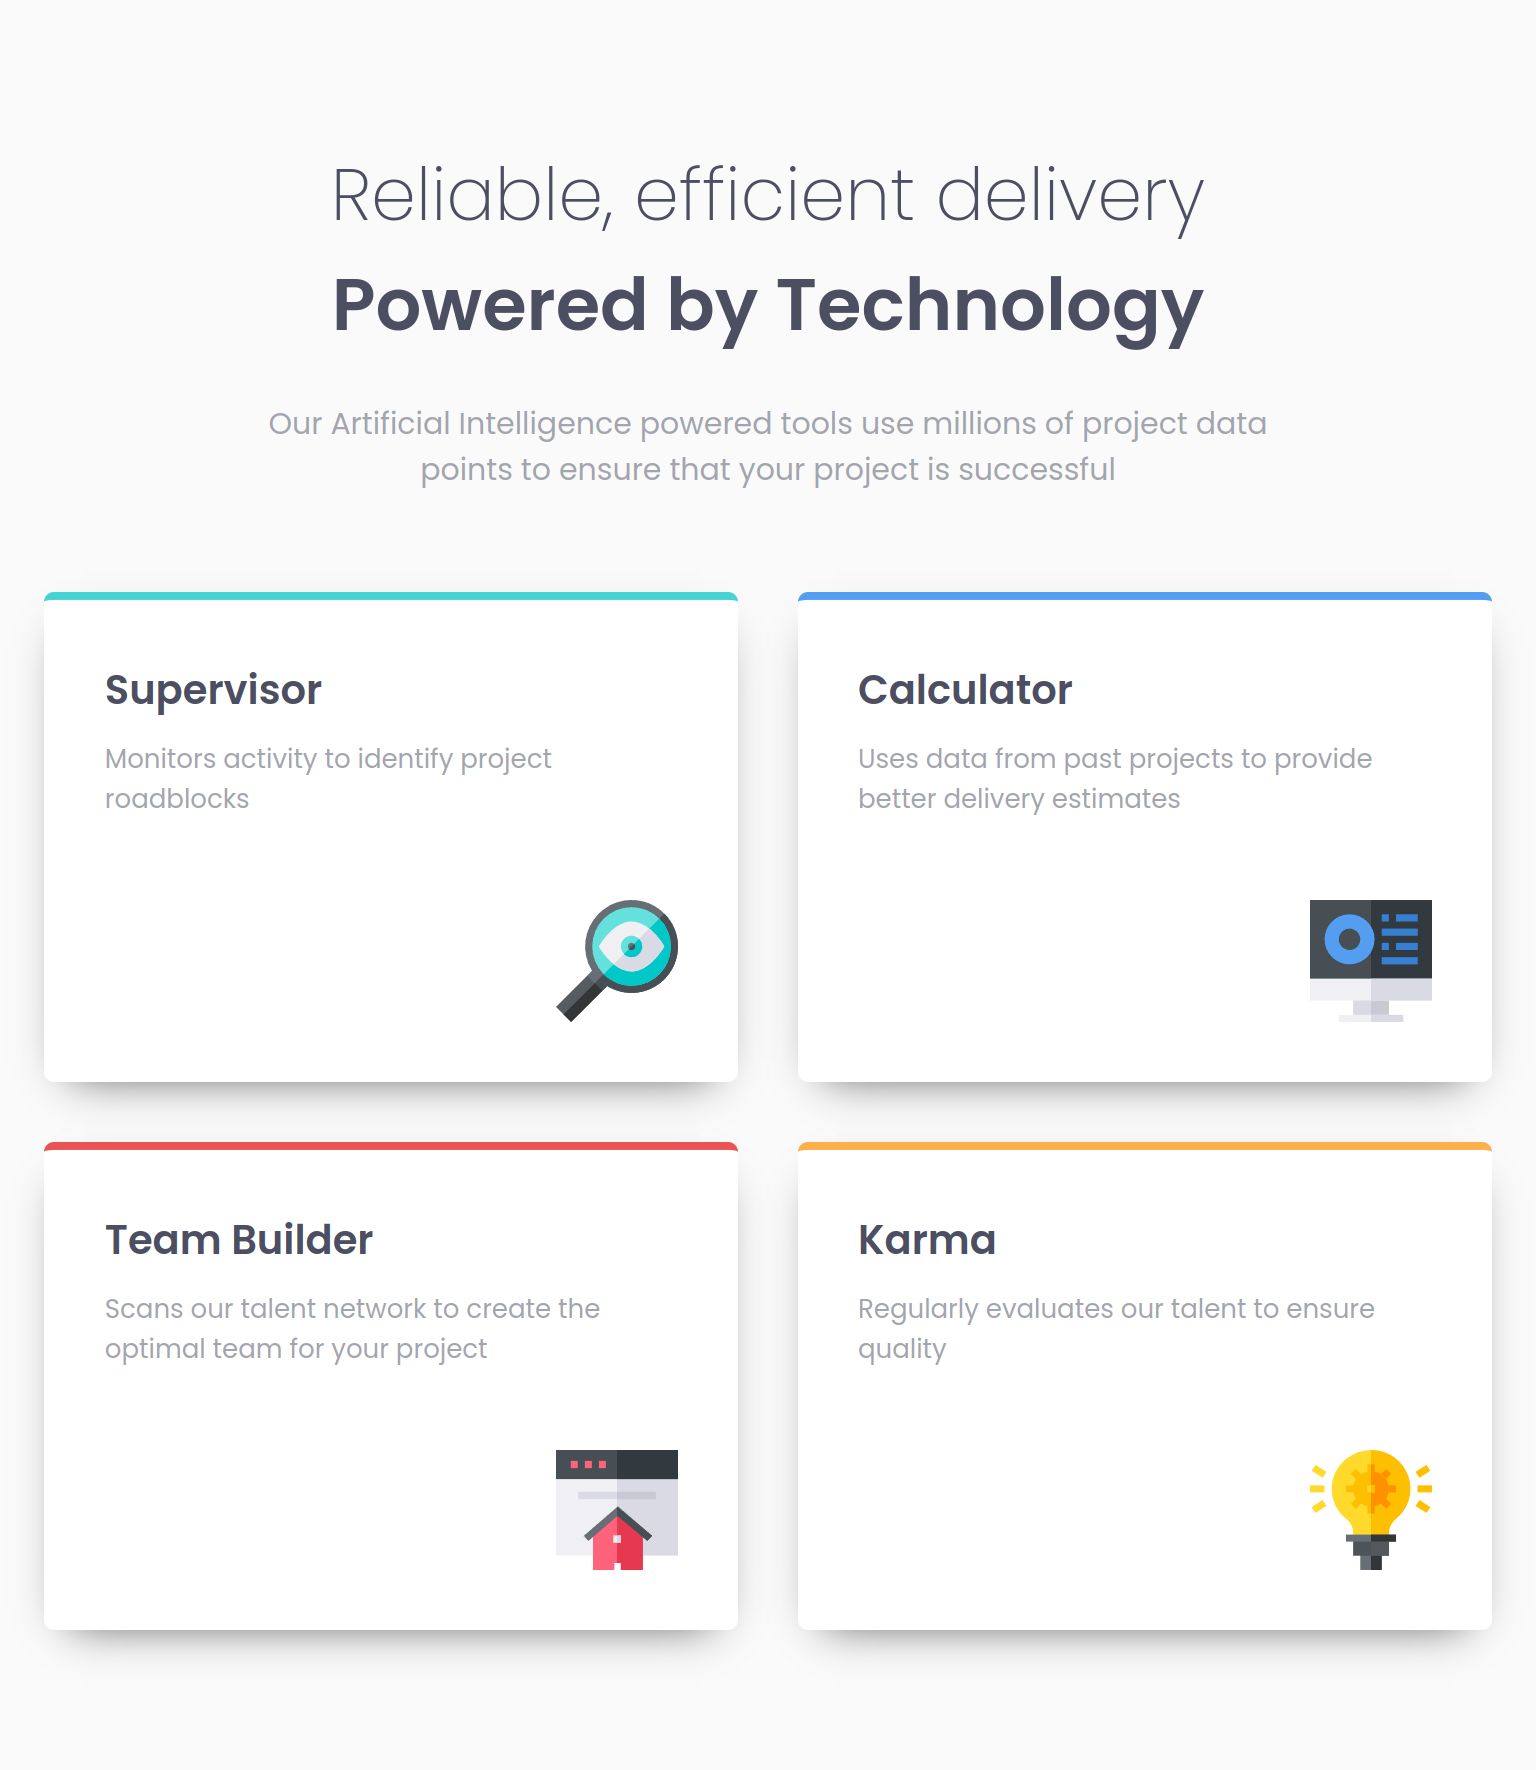 Reliable, efficient delivery
Powered by Technology
Our Artificial Intelligence powered tools use millions of project data
points to ensure that your project is successful
Supervisor
Monitors activity to identify project
roadblocks
Calculator
Uses data from past projects to provide
better delivery estimates
Team Builder
Scans our talent network to create the
optimal team for your project
Karma
Regularly evaluates our talent to ensure
quality